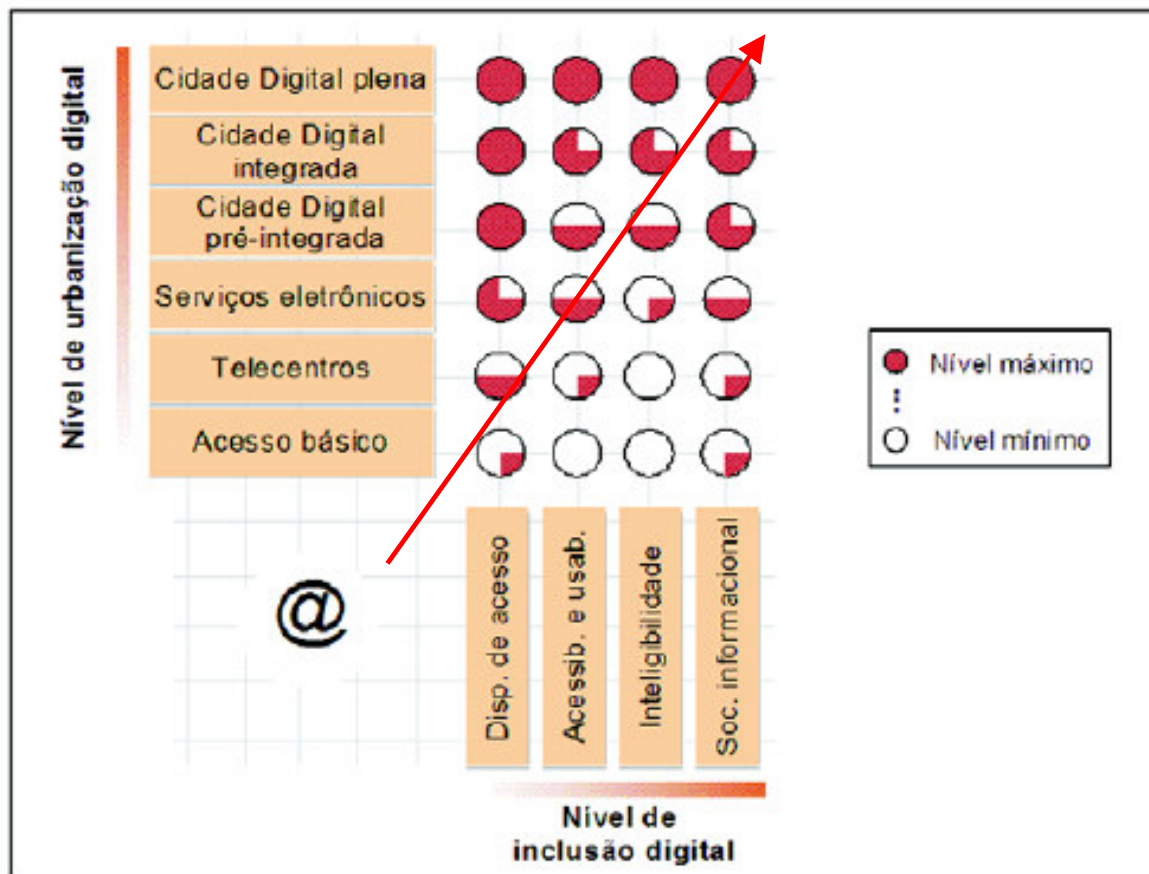 Nível de urbanização digital
Cidade Digital plena
Cidade Digital
integrada
Cidade Digital
pré-integrada
Serviços eletrônicos
Telecentros
Acesso básico
@
Disp. de acesso
Acessib. e usab.
Inteligibilidade
Soc. informacional
Nível de
inclusão digital
Nível máximo
...
Nível mínimo